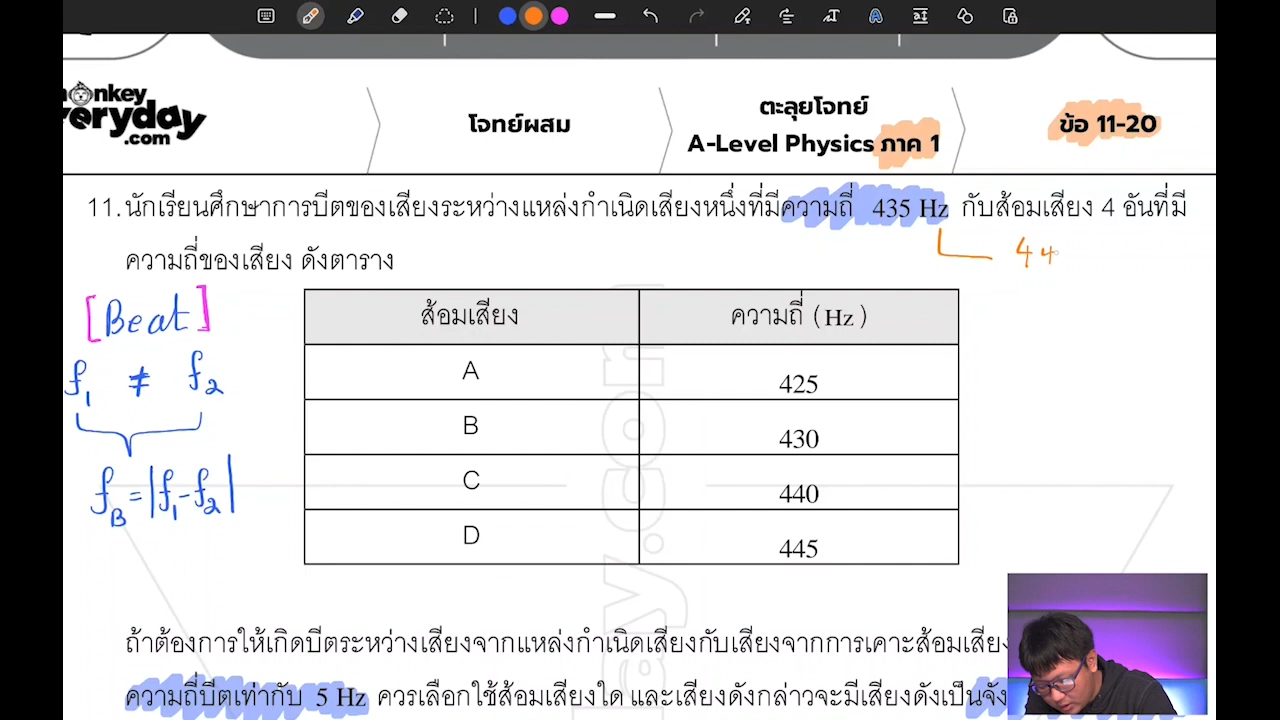 monkey
everyday
.com
โจทย์ผสม
ตะลุยโจทย์
A-Level Physics ภาค 1
ข้อ 11-20
11. นักเรียนศึกษาการบีตของเสียงระหว่างแหล่งกำเนิดเสียงหนึ่งที่มีความถี่ 435 Hz กับส้อมเสียง 4 อันที่มี
ความถี่ของเสียง ดังตาราง
44
[Beat]
f1 ≠ f2
fB = |f1 - f2|
ส้อมเสียง ความถี่ (Hz)
A 425
B 430
C 440
D 445
ถ้าต้องการให้เกิดบีตระหว่างเสียงจากแหล่งกำเนิดเสียงกับเสียงจากการเคาะส้อมเสียง
ความถี่บีตเท่ากับ 5 Hz ควรเลือกใช้ส้อมเสียงใด และเสียงดังกล่าวจะมีเสียงดังเป็นจัง